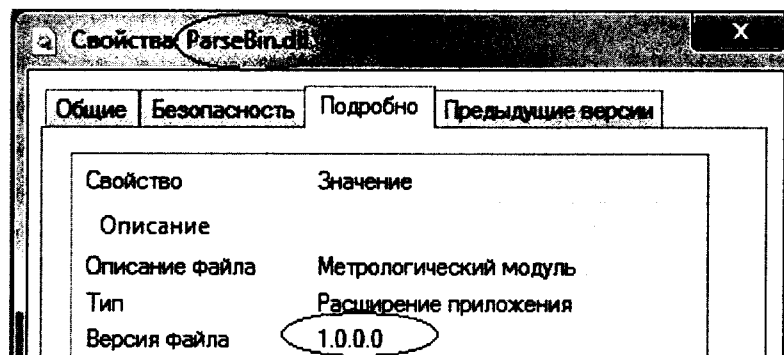 Свойства: ParseBin.dll
X
Общие Безопасность Подробно Предыдущие версии
Свойство Значение
Описание
Описание файла Метрологический модуль
Тип Расширение приложения
Версия файла 1.0.0.0